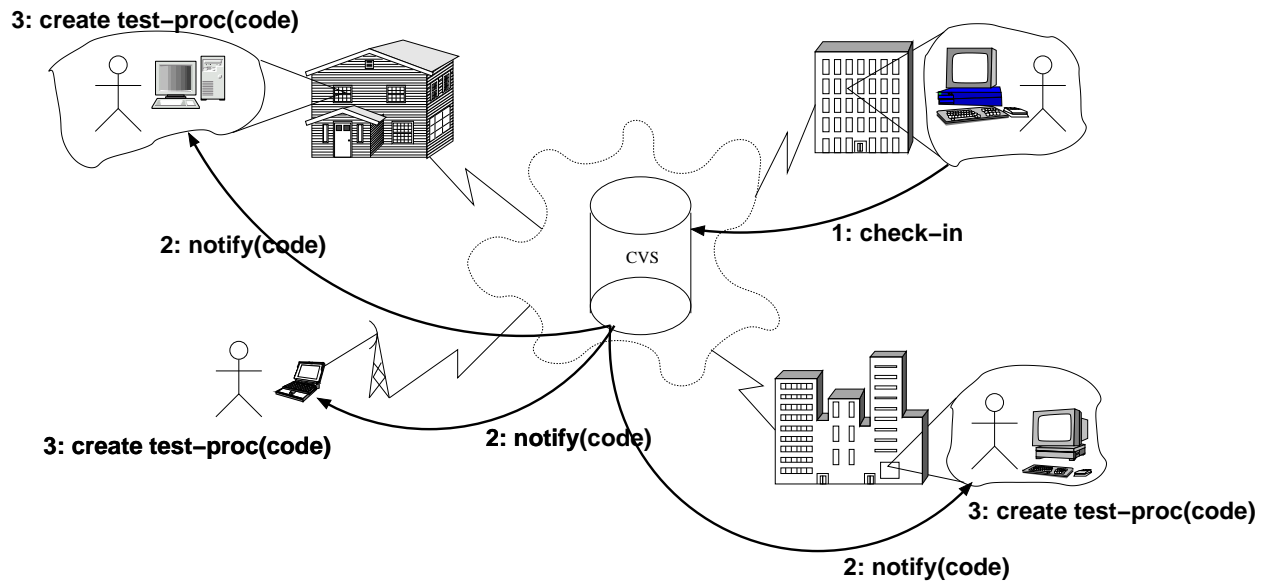 3: create test–proc(code)
1: check–in
2: notify(code)
CVS
3: create test–proc(code)
2: notify(code)
3: create test–proc(code)
2: notify(code)